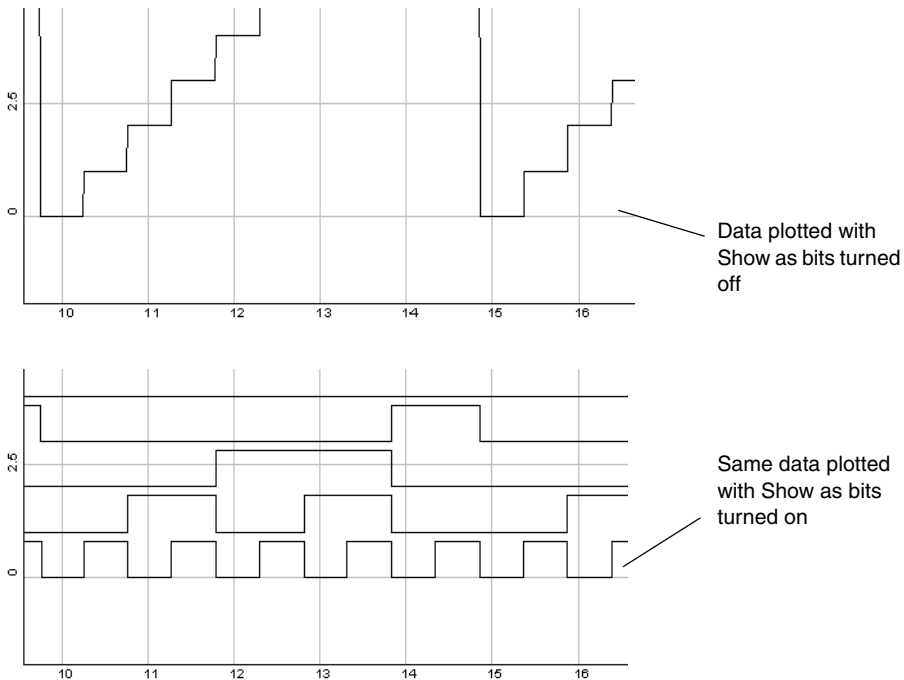 2.5
0
10 11 12 13 14 15 16
Data plotted with
Show as bits turned
off
2.5
0
10 11 12 13 14 15 16
Same data plotted
with Show as bits
turned on